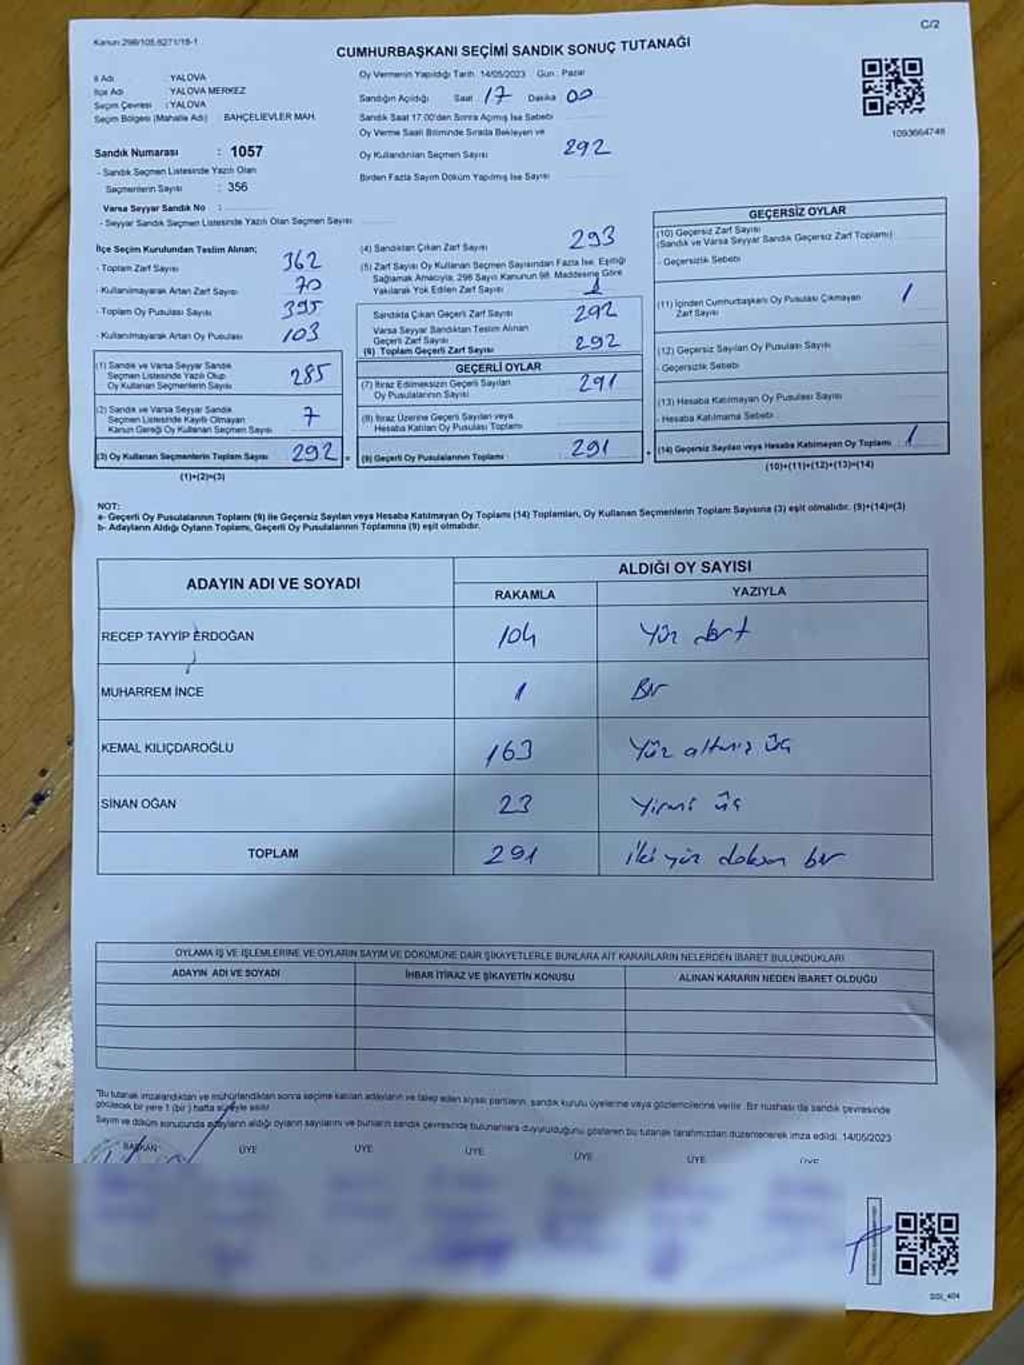 Kanun:298/105,6271/18-1
C/2
CUMHURBAŞKANI SEÇİMİ SANDIK SONUÇ TUTANAĞI
İl Adı : YALOVA
İlçe Adı : YALOVA MERKEZ
Seçim Çevresi : YALOVA
Seçim Bölgesi (Mahalle Adı) : BAHÇELİEVLER MAH.
Sandık Numarası : 1057
- Sandık Seçmen Listesinde Yazılı Olan
Seçmenlerin Sayısı : 356
Varsa Seyyar Sandık No :
- Seyyar Sandık Seçmen Listesinde Yazılı Olan Seçmen Sayısı
Oy Vermenin Yapıldığı Tarih: 14/05/2023 Gün: Pazar
Sandığın Açıldığı Saat 17 Dakika 00
Sandık Saat 17.00'den Sonra Açımış İse Sebebi
Oy Verme Saati Bitiminde Sırada Bekleyen ve
Oy Kullandırılan Seçmen Sayısı 292
Birden Fazla Sayım Döküm Yapılmış İse Sayısı
1093664748
İlçe Seçim Kurulundan Teslim Alınan;
- Toplam Zarf Sayısı 362
- Kullanılmayarak Artan Zarf Sayısı 70
- Toplam Oy Pusulası Sayısı 395
- Kullanılmayarak Artan Oy Pusulası 103
(1) Sandık ve Varsa Seyyar Sandık
Seçmen Listesinde Yazılı Olup
Oy Kullanan Seçmenlerin Sayısı 285
(2) Sandık ve Varsa Seyyar Sandık
Seçmen Listesinde Kayıtlı Olmayan
Kanun Gereği Oy Kullanan Seçmen Sayısı 7
(3) Oy Kullanan Seçmenlerin Toplam Sayısı 292
(1)+(2)=(3)
(4) Sandıktan Çıkan Zarf Sayısı 293
(5) Zarf Sayısı Oy Kullanan Seçmen Sayısından Fazla İse, Eşitliği
Sağlamak Amacıyla, 298 Sayılı Kanunun 98. Maddesine Göre
Yakılarak Yok Edilen Zarf Sayısı 1
Sandıkta Çıkan Geçerli Zarf Sayısı 292
Varsa Seyyar Sandıktan Teslim Alınan
Geçerli Zarf Sayısı
(6) Toplam Geçerli Zarf Sayısı 292
GEÇERLİ OYLAR
(7) İtiraz Edilmeksizin Geçerli Sayılan
Oy Pusulalarının Sayısı 291
(8) İtiraz Üzerine Geçerli Sayılan veya
Hesaba Katılan Oy Pusulası Toplamı
(9) Geçerli Oy Pusulalarının Toplamı 291
GEÇERSİZ OYLAR
(10) Geçersiz Zarf Sayısı
(Sandık ve Varsa Seyyar Sandık Geçersiz Zarf Toplamı)
- Geçersizlik Sebebi
(11) İçinden Cumhurbaşkanı Oy Pusulası Çıkmayan
Zarf Sayısı 1
(12) Geçersiz Sayılan Oy Pusulası Sayısı
- Geçersizlik Sebebi
(13) Hesaba Katılmayan Oy Pusulası Sayısı
- Hesaba Katılmama Sebebi
(14) Geçersiz Sayılan veya Hesaba Katılmayan Oy Toplamı 1
(10)+(11)+(12)+(13)=(14)
NOT:
a- Geçerli Oy Pusulalarının Toplamı (9) ile Geçersiz Sayılan veya Hesaba Katılmayan Oy Toplamı (14) Toplamları, Oy Kullanan Seçmenlerin Toplam Sayısına (3) eşit olmalıdır. (9)+(14)=(3)
b- Adayların Aldığı Oyların Toplamı, Geçerli Oy Pusulalarının Toplamına (9) eşit olmalıdır.
ADAYIN ADI VE SOYADI
ALDIĞI OY SAYISI
RAKAMLA YAZIYLA
RECEP TAYYİP ERDOĞAN 104 Yüz dört
MUHARREM İNCE 1 Bir
KEMAL KILIÇDAROĞLU 163 Yüz altmış üç
SİNAN OĞAN 23 Yirmi üç
TOPLAM 291 iki yüz doksan bir
OYLAMA İŞ VE İŞLEMLERİNE VE OYLARIN SAYIM VE DÖKÜMÜNE DAİR ŞİKAYETLERLE BUNLARA AİT KARARLARIN NELERDEN İBARET BULUNDUKLARI
ADAYIN ADI VE SOYADI İHBAR İTİRAZ VE ŞİKAYETİN KONUSU ALINAN KARARIN NEDEN İBARET OLDUĞU
*Bu tutanak imzalandıktan ve mühürlendikten sonra seçime katılan adayların ve talep eden siyasi partilerin, sandık kurulu üyelerine veya gözlemcilerine verilir. Bir nüshası da sandık çevresinde
görülecek bir yere 1 (bir) hafta süreyle asılır.
Sayım ve döküm sonucunda adayların aldığı oyların sayılarını ve bunların sandık çevresinde bulunanlara duyulduğunu gösteren bu tutanak tarafımızdan düzenlenerek imza edildi. 14/05/2023
BAŞKAN ÜYE ÜYE ÜYE ÜYE ÜYE ÜYE